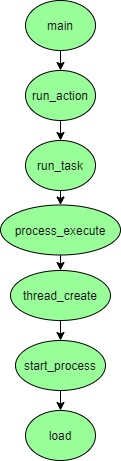 main
run_action
run_task
process_execute
thread_create
start_process
load